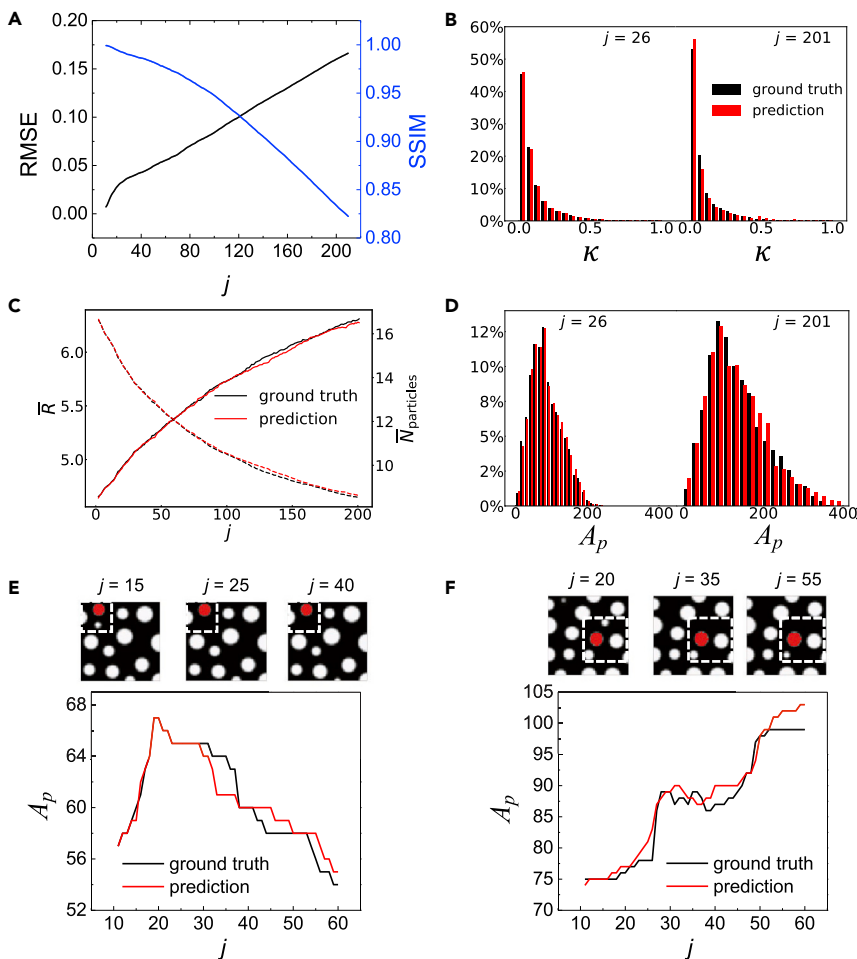 A
0.20
0.15
0.10
0.05
0.00
RMSE
1.00
0.95
0.90
0.85
0.80
SSIM
0 40 80 120 160 200
j
B
60%
50%
40%
30%
20%
10%
0%
j = 26
j = 201
ground truth
prediction
0.0 0.5 1.0
0.0 0.5 1.0
κ
κ
C
6.0
5.5
5.0
R̅
16
14
12
10
N̅particles
ground truth
prediction
0 50 100 150 200
j
D
12%
10%
8%
5%
2%
0%
j = 26
j = 201
0 200 400
0 200 400
Ap
Ap
E
j = 15
j = 25
j = 40
68
64
60
56
52
Ap
ground truth
prediction
10 20 30 40 50 60
j
F
j = 20
j = 35
j = 55
105
100
95
90
85
80
75
70
Ap
ground truth
prediction
10 20 30 40 50 60
j